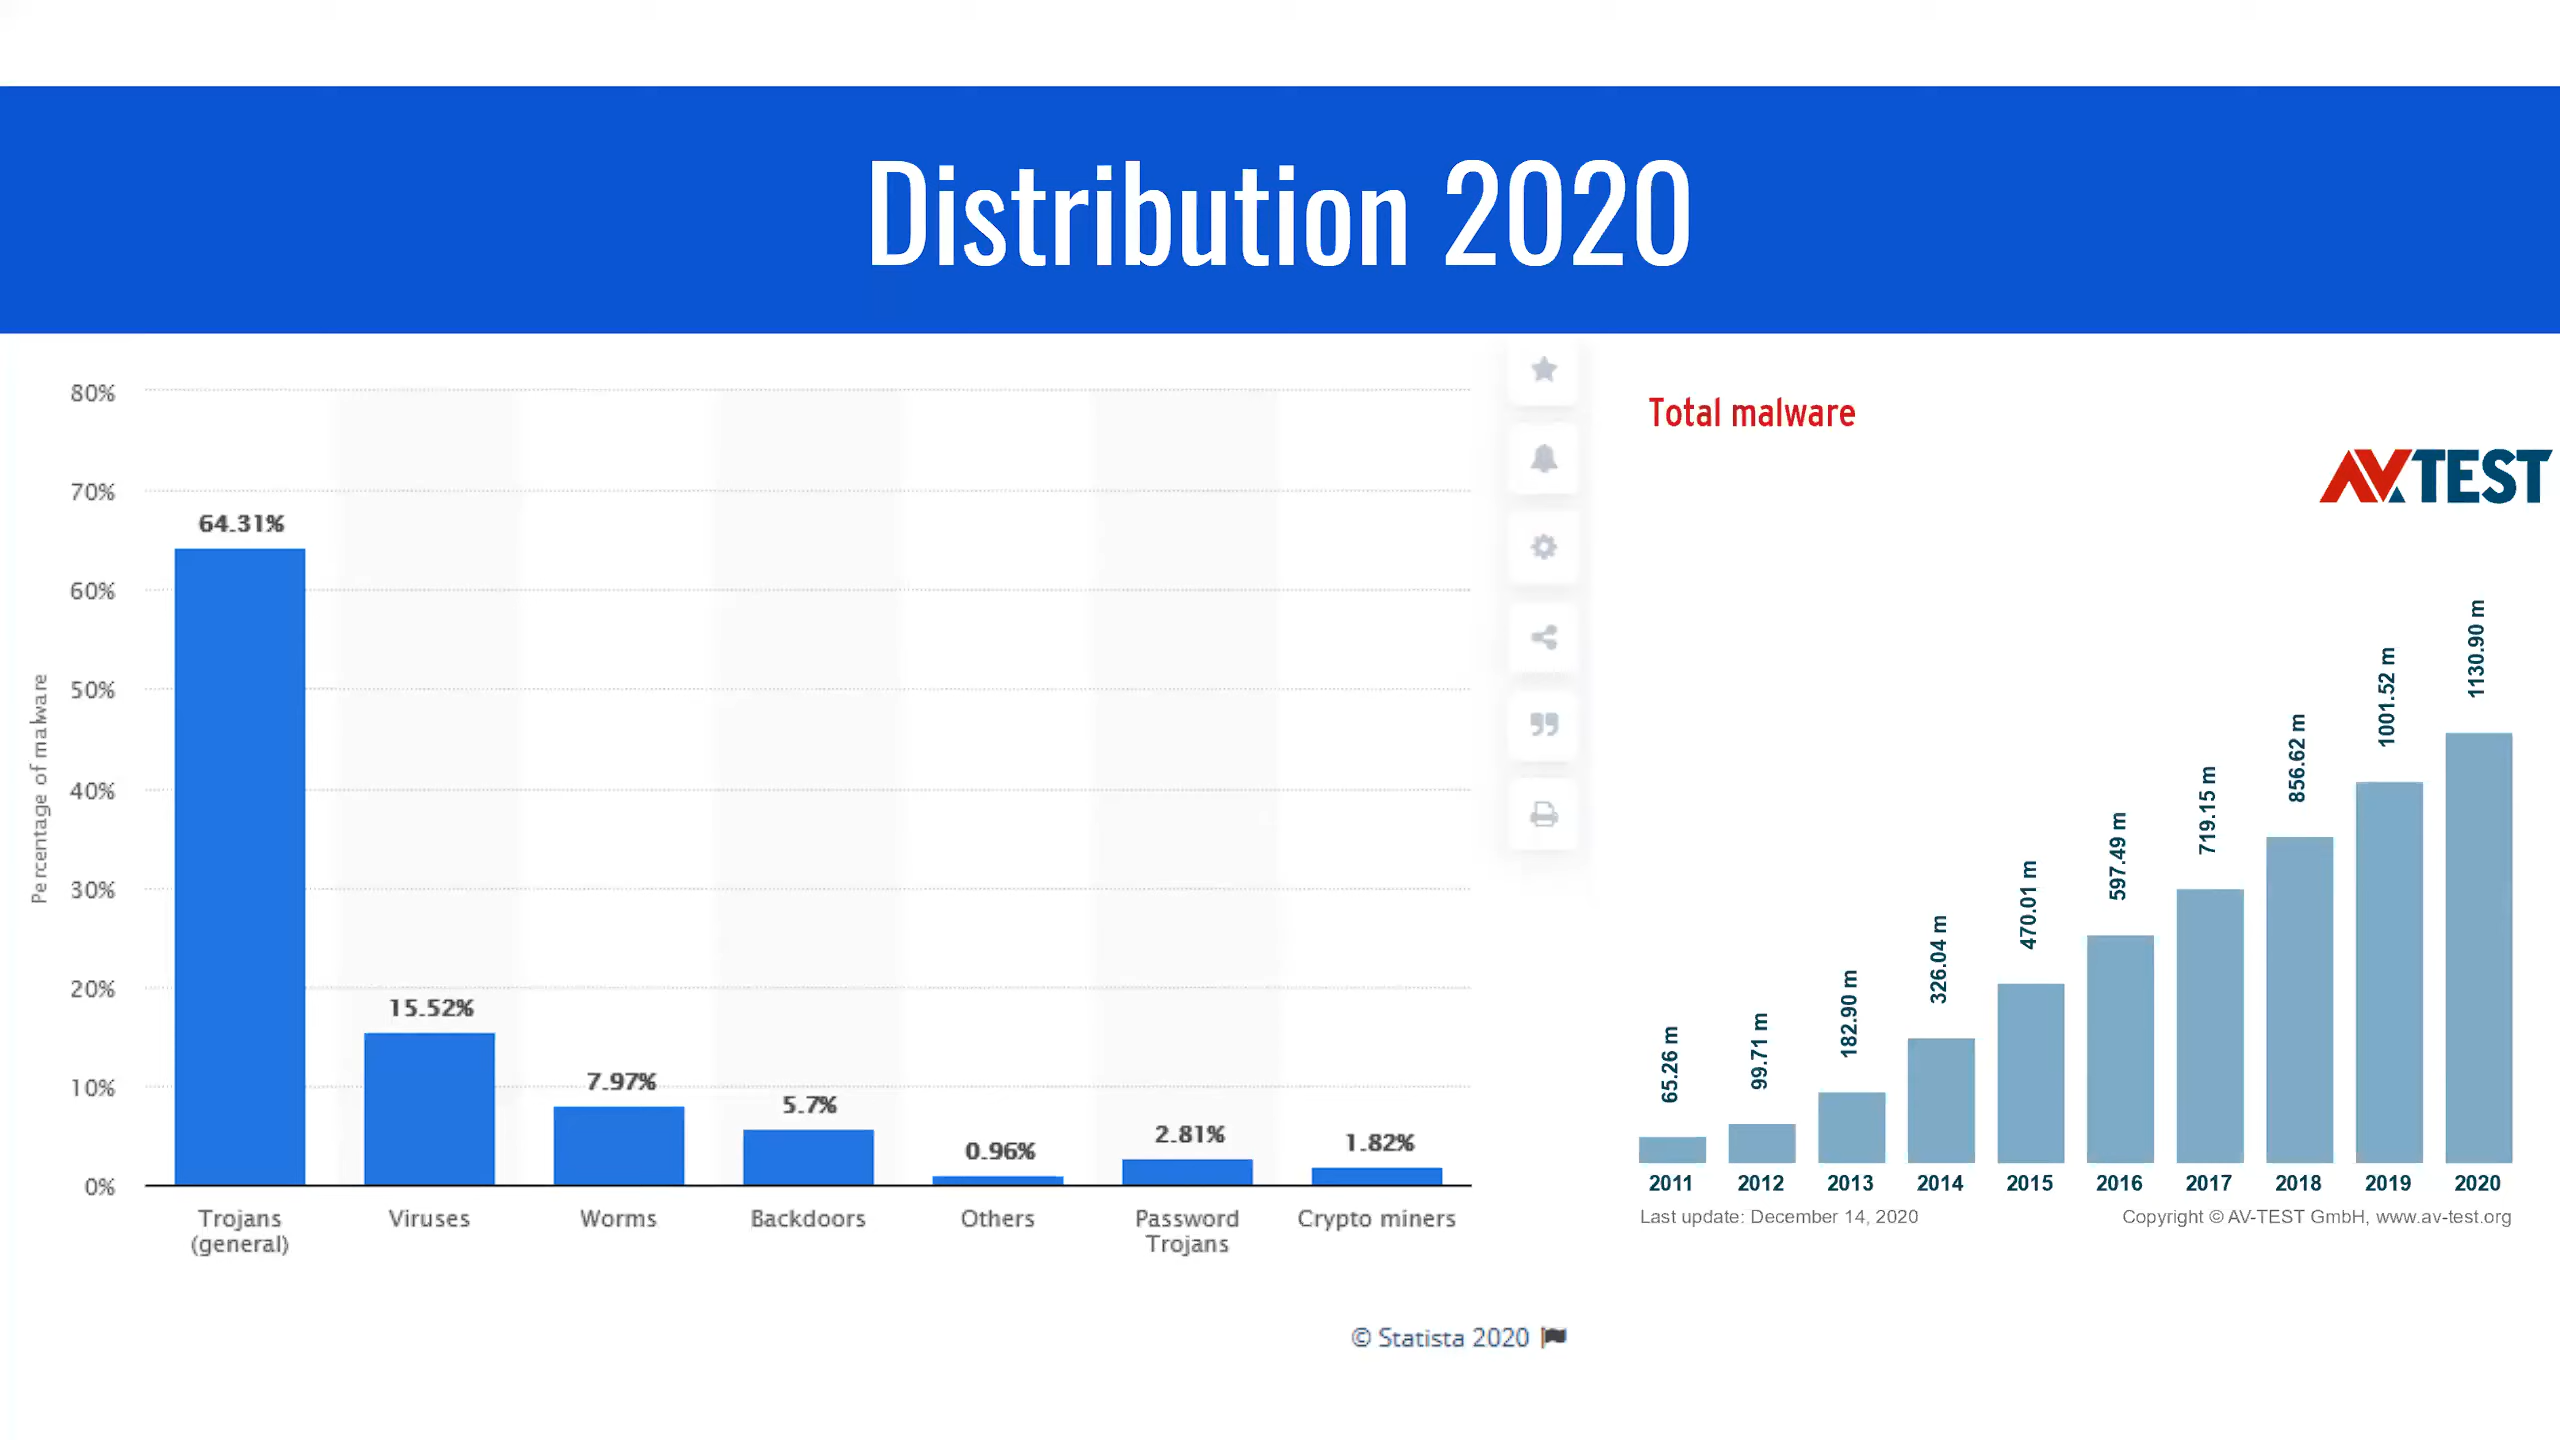 Distribution 2020
80%
70%
60%
50%
40%
30%
20%
10%
0%
Percentage of malware
64.31%
15.52%
7.97%
5.7%
0.96%
2.81%
1.82%
Trojans
(general)
Viruses
Worms
Backdoors
Others
Password
Trojans
Crypto miners
© Statista 2020
Total malware
AV TEST
65.26 m
99.71 m
182.90 m
326.04 m
470.01 m
597.49 m
719.15 m
856.62 m
1001.52 m
1130.90 m
2011 2012 2013 2014 2015 2016 2017 2018 2019 2020
Last update: December 14, 2020
Copyright © AV-TEST GmbH, www.av-test.org